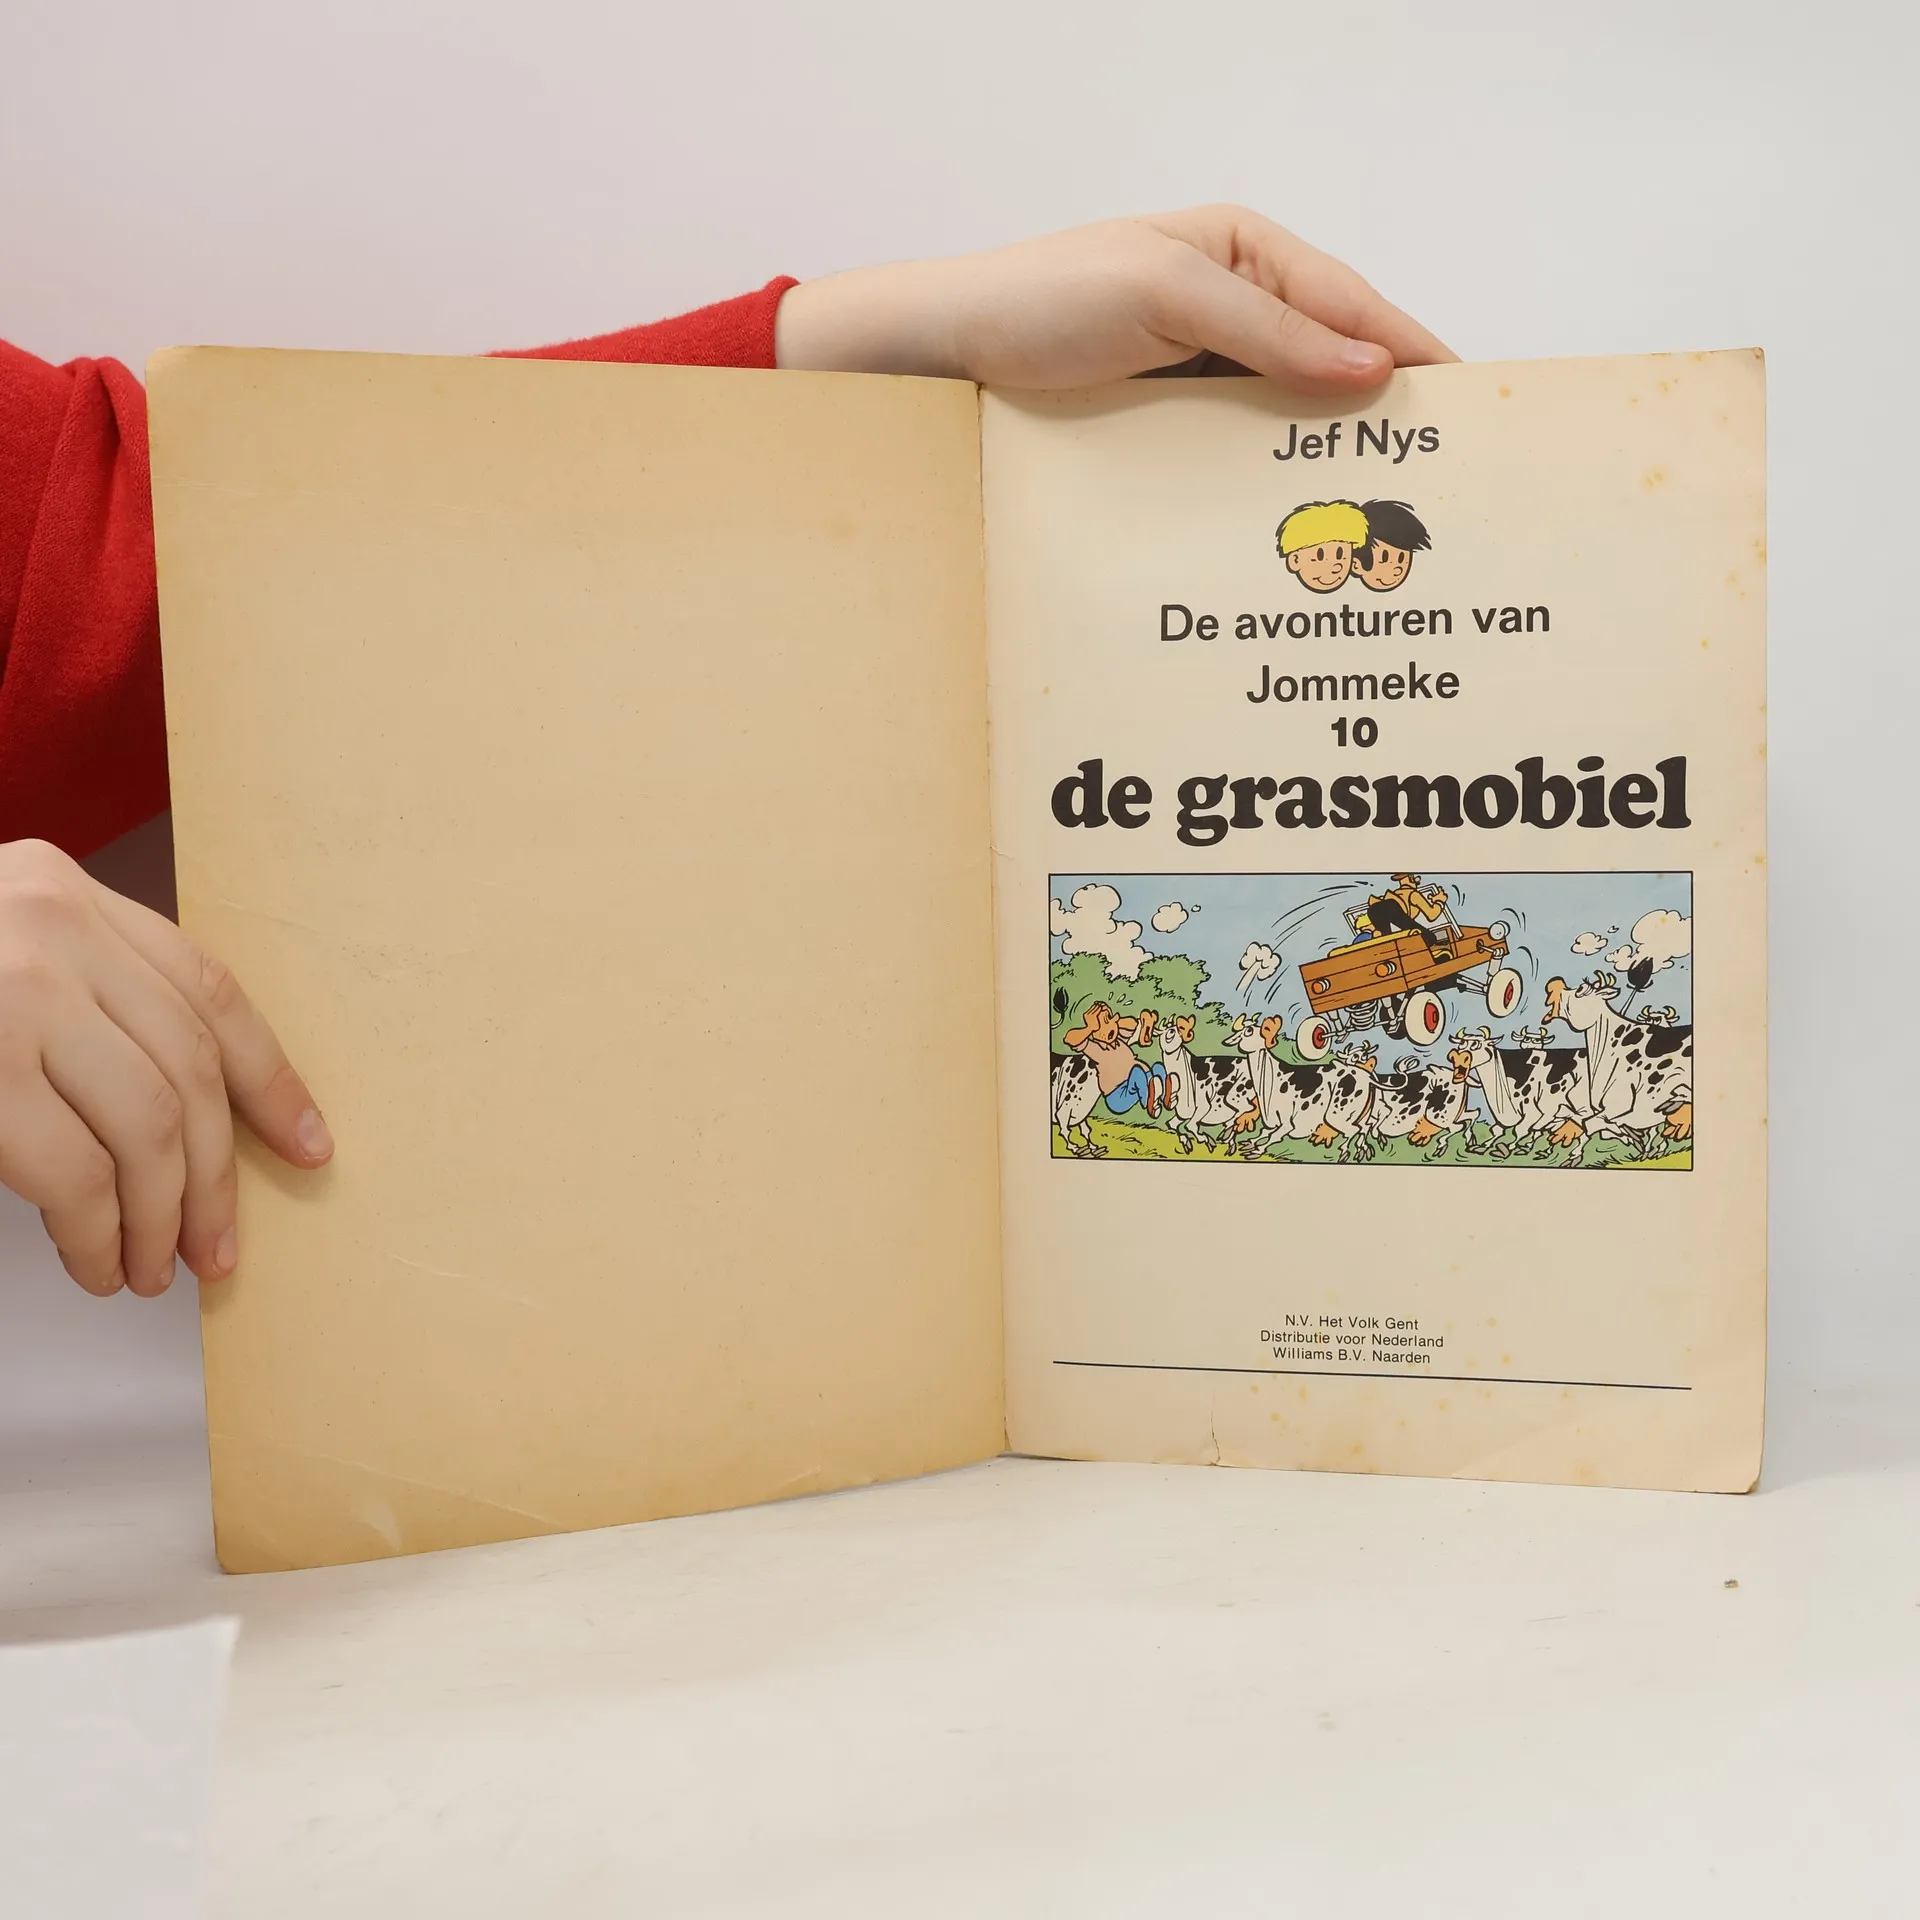 Jef Nys
De avonturen van
Jommeke
10
de grasmobiel
N.V. Het Volk Gent
Distributie voor Nederland
Williams B.V. Naarden